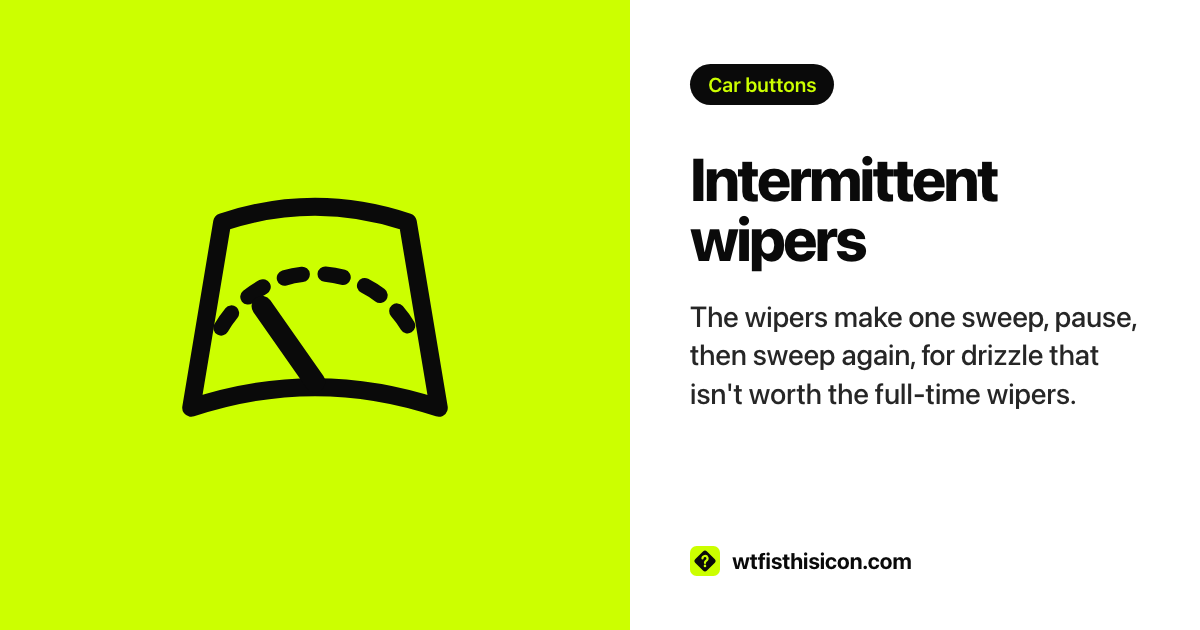 Car buttons
Intermittent
wipers
The wipers make one sweep, pause,
then sweep again, for drizzle that
isn't worth the full-time wipers.
?
wtfisthisicon.com